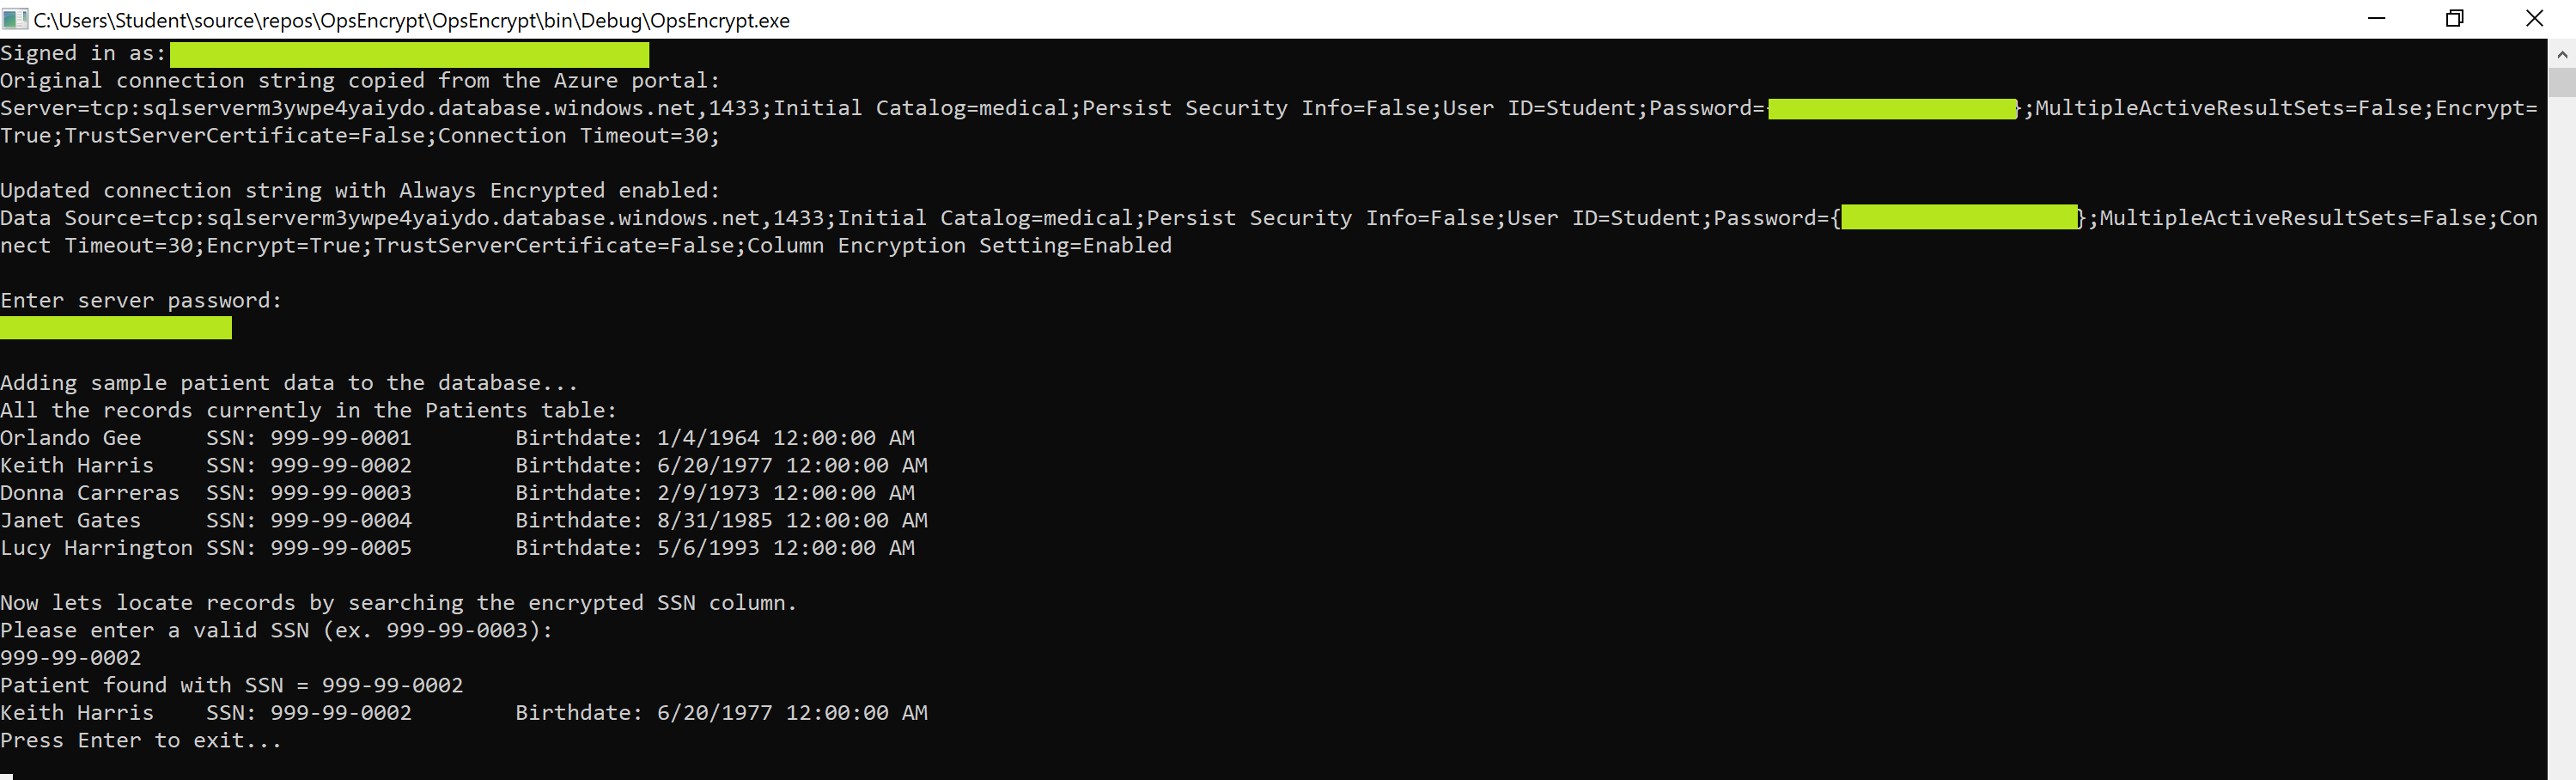 C:\Users\Student\source\repos\OpsEncrypt\OpsEncrypt\bin\Debug\OpsEncrypt.exe
Signed in as:
Original connection string copied from the Azure portal:
Server=tcp:sqlserverm3ywpe4yaiydo.database.windows.net,1433;Initial Catalog=medical;Persist Security Info=False;User ID=Student;Password={};MultipleActiveResultSets=False;Encrypt=
True;TrustServerCertificate=False;Connection Timeout=30;
Updated connection string with Always Encrypted enabled:
Data Source=tcp:sqlserverm3ywpe4yaiydo.database.windows.net,1433;Initial Catalog=medical;Persist Security Info=False;User ID=Student;Password={};MultipleActiveResultSets=False;Con
nect Timeout=30;Encrypt=True;TrustServerCertificate=False;Column Encryption Setting=Enabled
Enter server password:
Adding sample patient data to the database...
All the records currently in the Patients table:
Orlando Gee     SSN: 999-99-0001        Birthdate: 1/4/1964 12:00:00 AM
Keith Harris    SSN: 999-99-0002        Birthdate: 6/20/1977 12:00:00 AM
Donna Carreras  SSN: 999-99-0003        Birthdate: 2/9/1973 12:00:00 AM
Janet Gates     SSN: 999-99-0004        Birthdate: 8/31/1985 12:00:00 AM
Lucy Harrington SSN: 999-99-0005        Birthdate: 5/6/1993 12:00:00 AM
Now lets locate records by searching the encrypted SSN column.
Please enter a valid SSN (ex. 999-99-0003):
999-99-0002
Patient found with SSN = 999-99-0002
Keith Harris    SSN: 999-99-0002        Birthdate: 6/20/1977 12:00:00 AM
Press Enter to exit...